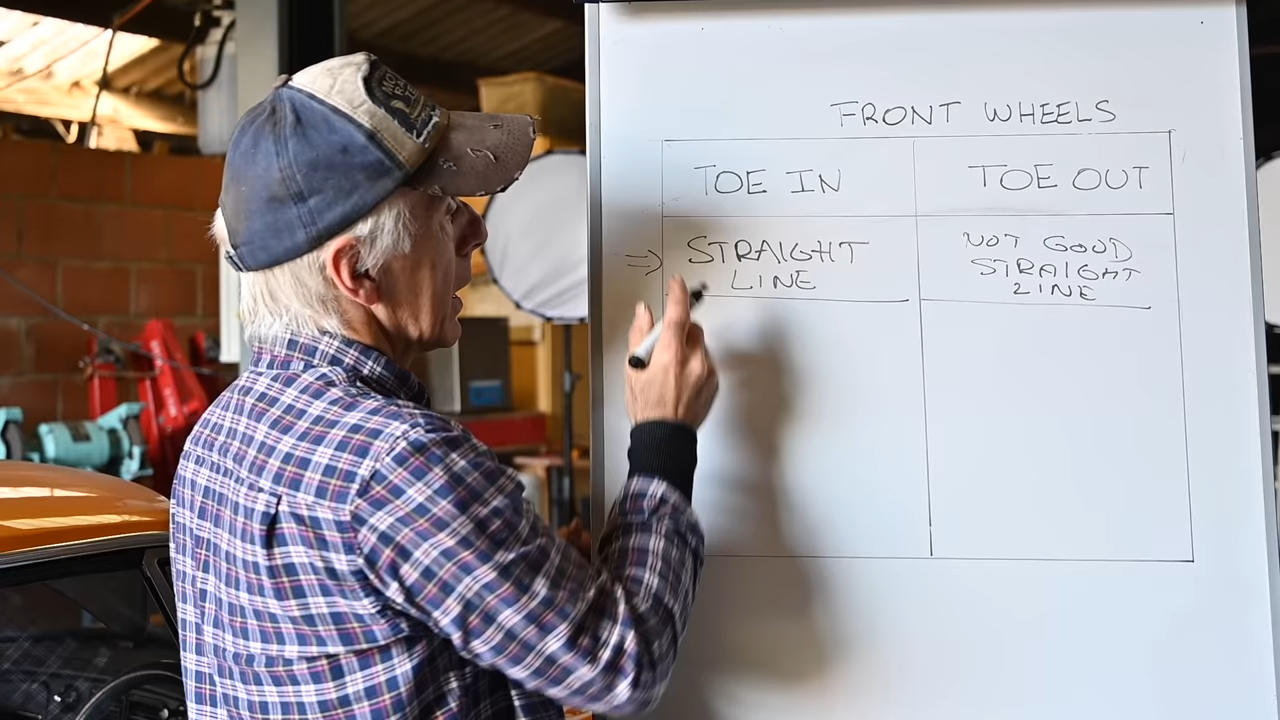 FRONT WHEELS
TOE IN
TOE OUT
⇒ STRAIGHT
LINE
NOT GOOD
STRAIGHT
LINE